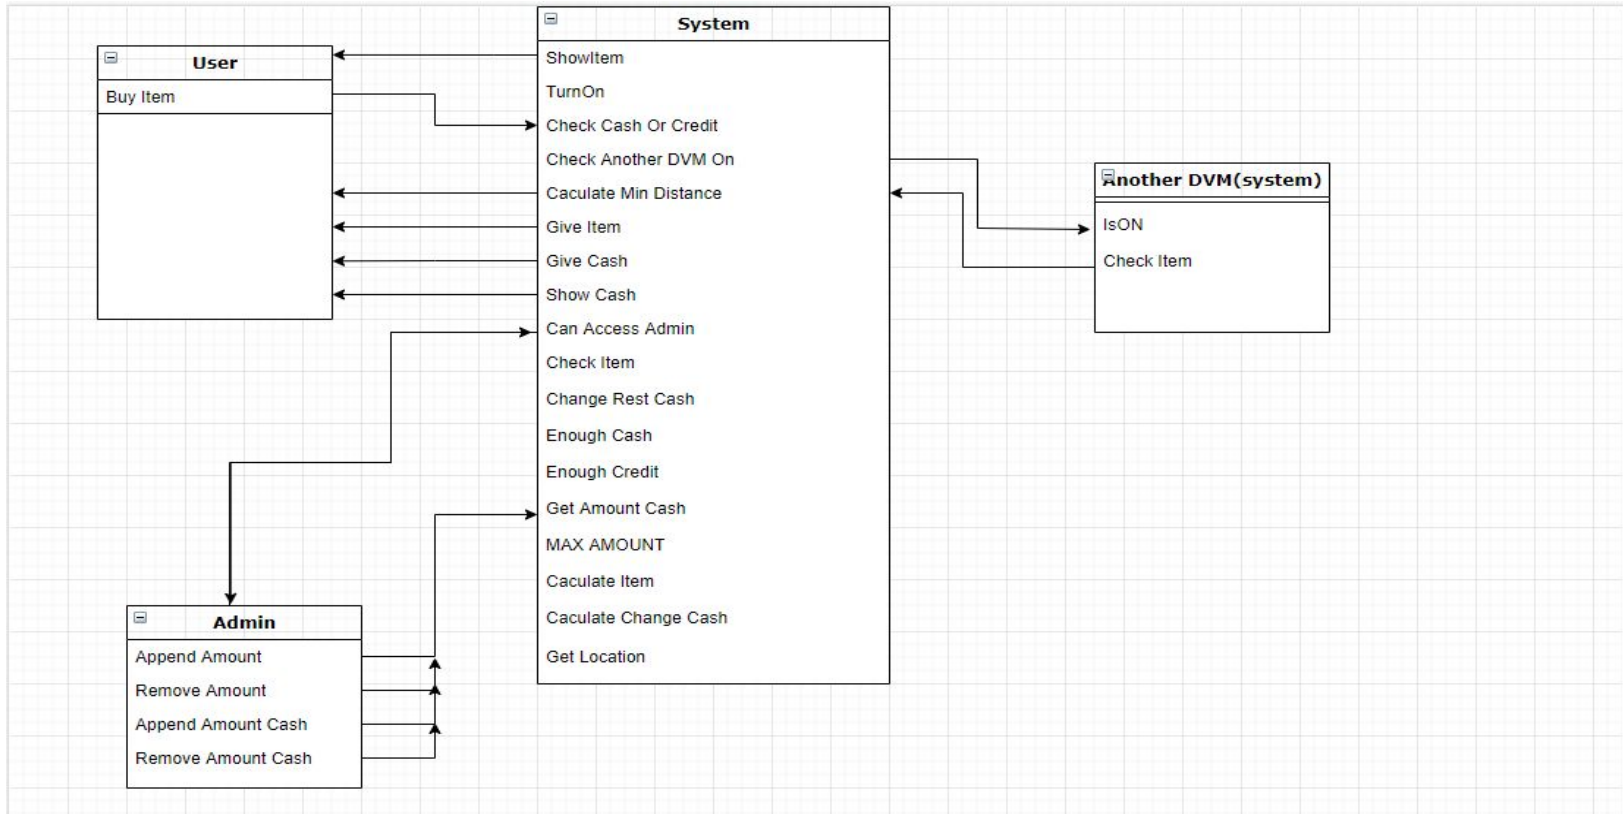 User
Buy Item
System
ShowItem
TurnOn
Check Cash Or Credit
Check Another DVM On
Caculate Min Distance
Give Item
Give Cash
Show Cash
Can Access Admin
Check Item
Change Rest Cash
Enough Cash
Enough Credit
Get Amount Cash
MAX AMOUNT
Caculate Item
Caculate Change Cash
Get Location
Another DVM(system)
IsON
Check Item
Admin
Append Amount
Remove Amount
Append Amount Cash
Remove Amount Cash